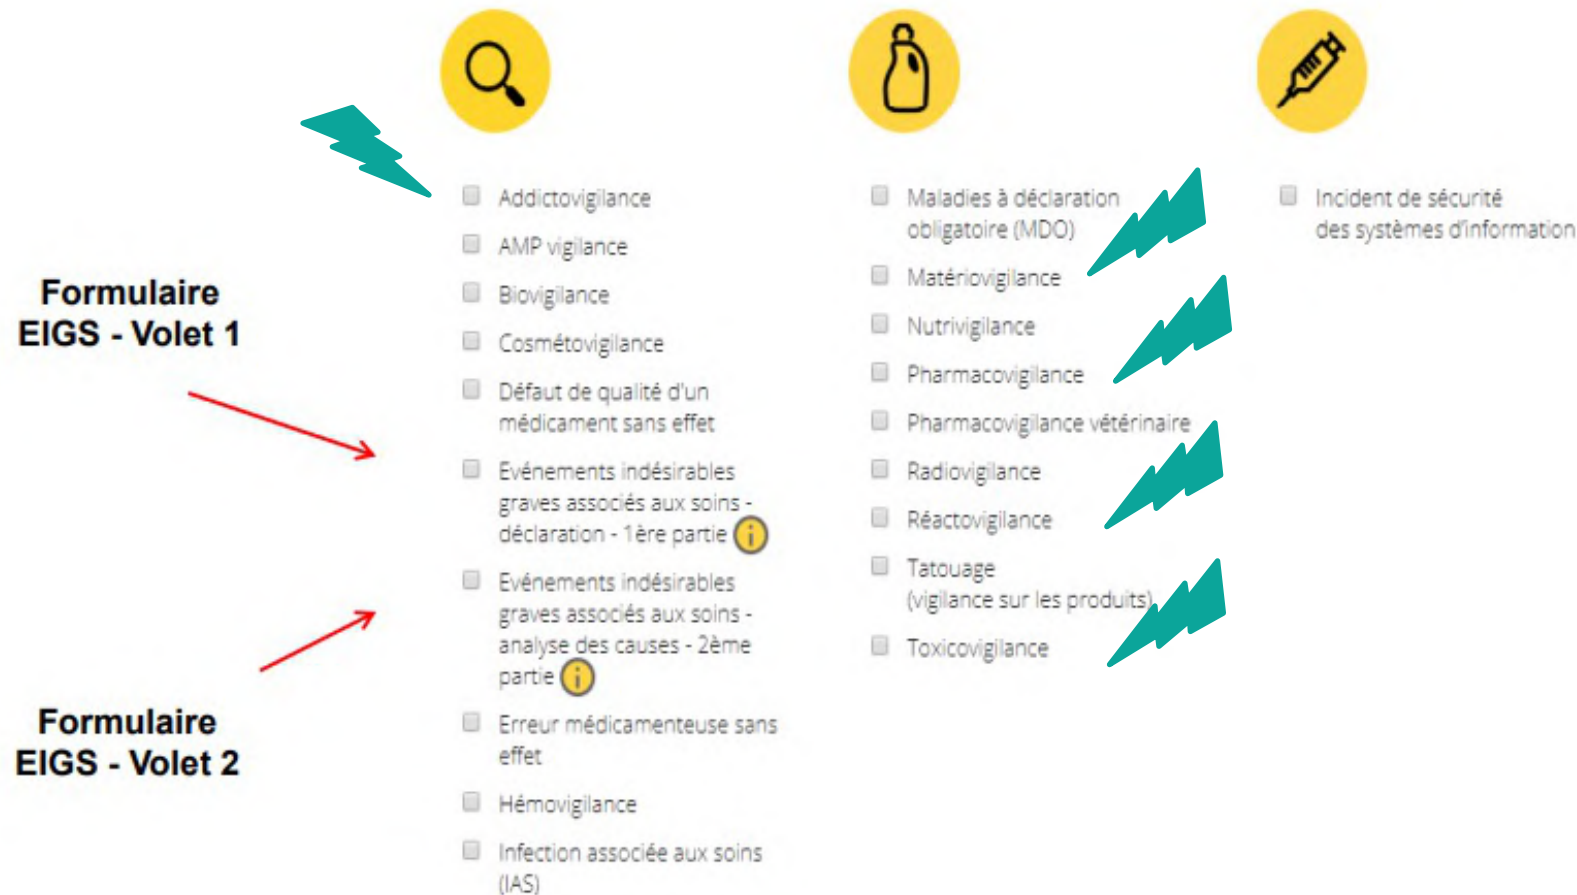 Formulaire
EIGS - Volet 1
Formulaire
EIGS - Volet 2
Addictovigilance
AMP vigilance
Biovigilance
Cosmétovigilance
Défaut de qualité d'un
médicament sans effet
Evénements indésirables
graves associés aux soins -
déclaration - 1ère partie i
Evénements indésirables
graves associés aux soins -
analyse des causes - 2ème
partie i
Erreur médicamenteuse sans
effet
Hémovigilance
Infection associée aux soins
(IAS)
Maladies à déclaration
obligatoire (MDO)
Matériovigilance
Nutrivigilance
Pharmacovigilance
Pharmacovigilance vétérinaire
Radiovigilance
Réactovigilance
Tatouage
(vigilance sur les produits)
Toxicovigilance
Incident de sécurité
des systèmes d'information